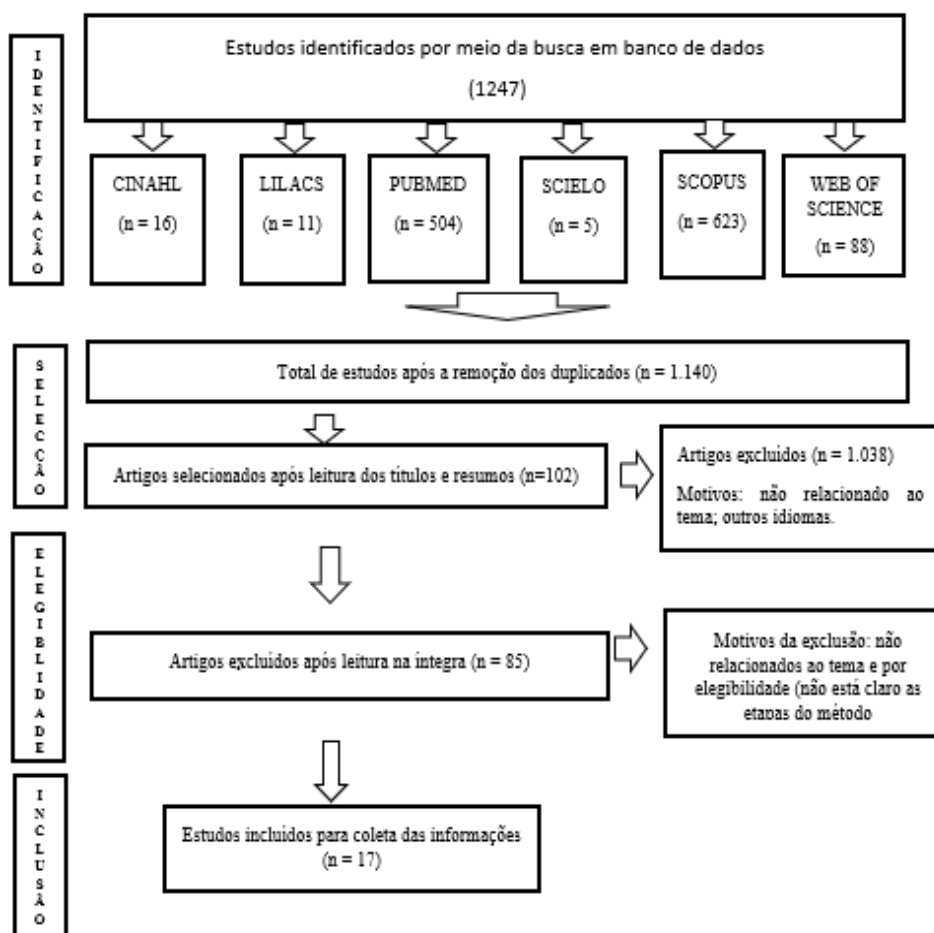 IDENTIFICAÇÃO
Estudos identificados por meio da busca em banco de dados
(1247)
CINAHL
(n = 16)
LILACS
(n = 11)
PUBMED
(n = 504)
SCIELO
(n = 5)
SCOPUS
(n = 623)
WEB OF
SCIENCE
(n = 88)
SELECÇÃO
Total de estudos após a remoção dos duplicados (n = 1.140)
Artigos selecionados após leitura dos títulos e resumos (n=102)
Artigos excluídos (n = 1.038)
Motivos: não relacionado ao
tema; outros idiomas.
ELEGIBLIDADE
Artigos excluídos após leitura na íntegra (n = 85)
Motivos da exclusão: não
relacionados ao tema e por
elegibilidade (não está claro as
etapas do método
INCLUSÃO
Estudos incluídos para coleta das informações
(n = 17)